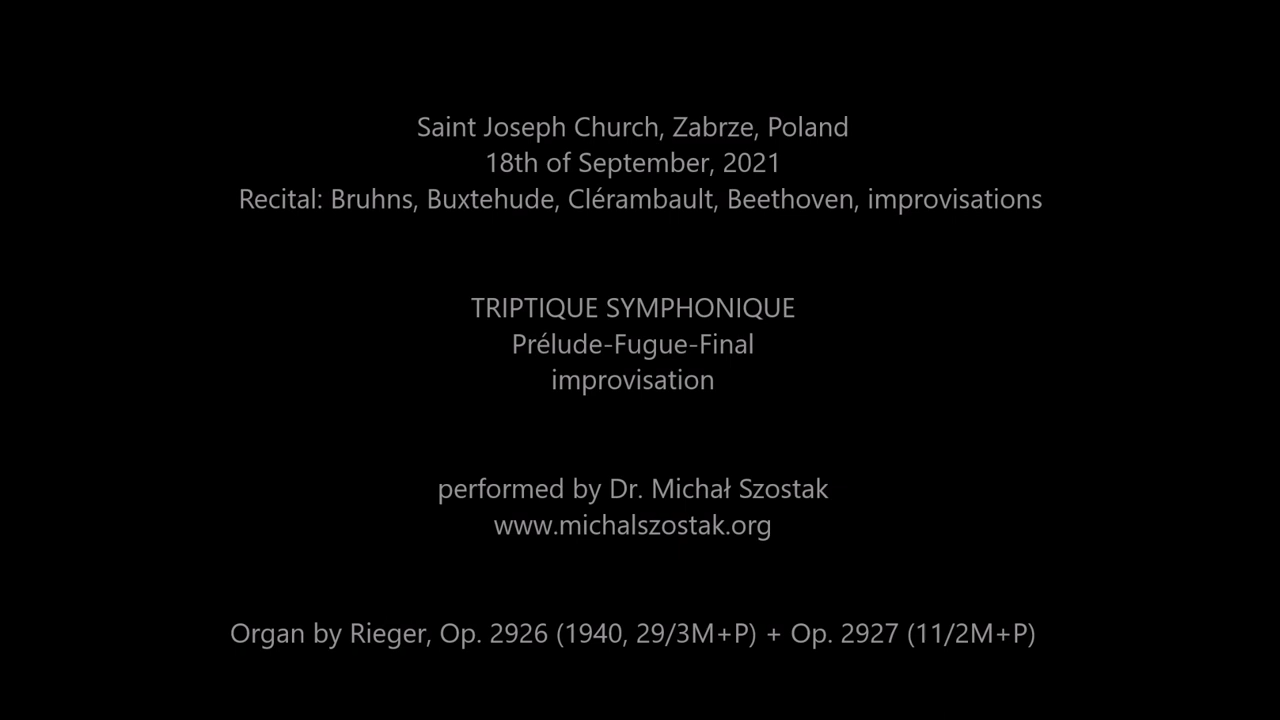 Saint Joseph Church, Zabrze, Poland
18th of September, 2021
Recital: Bruhns, Buxtehude, Clérambault, Beethoven, improvisations
TRIPTIQUE SYMPHONIQUE
Prélude-Fugue-Final
improvisation
performed by Dr. Michał Szostak
www.michalszostak.org
Organ by Rieger, Op. 2926 (1940, 29/3M+P) + Op. 2927 (11/2M+P)